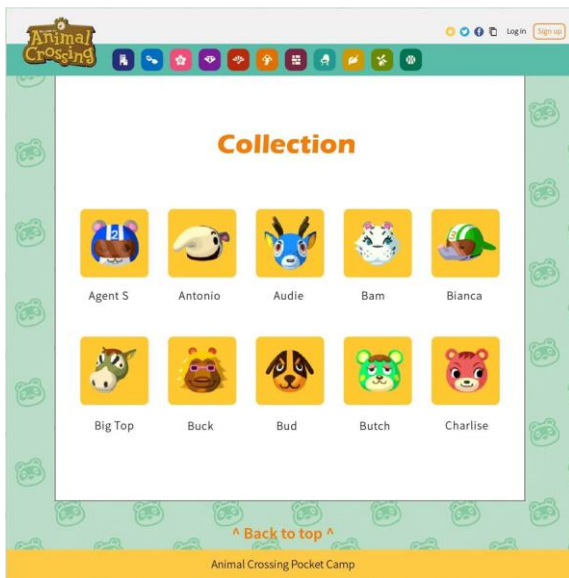 Animal
Crossing
Log in
Sign up
Collection
2
Agent S
Antonio
Audie
Bam
Bianca
Big Top
Buck
Bud
Butch
Charlise
^ Back to top ^
Animal Crossing Pocket Camp